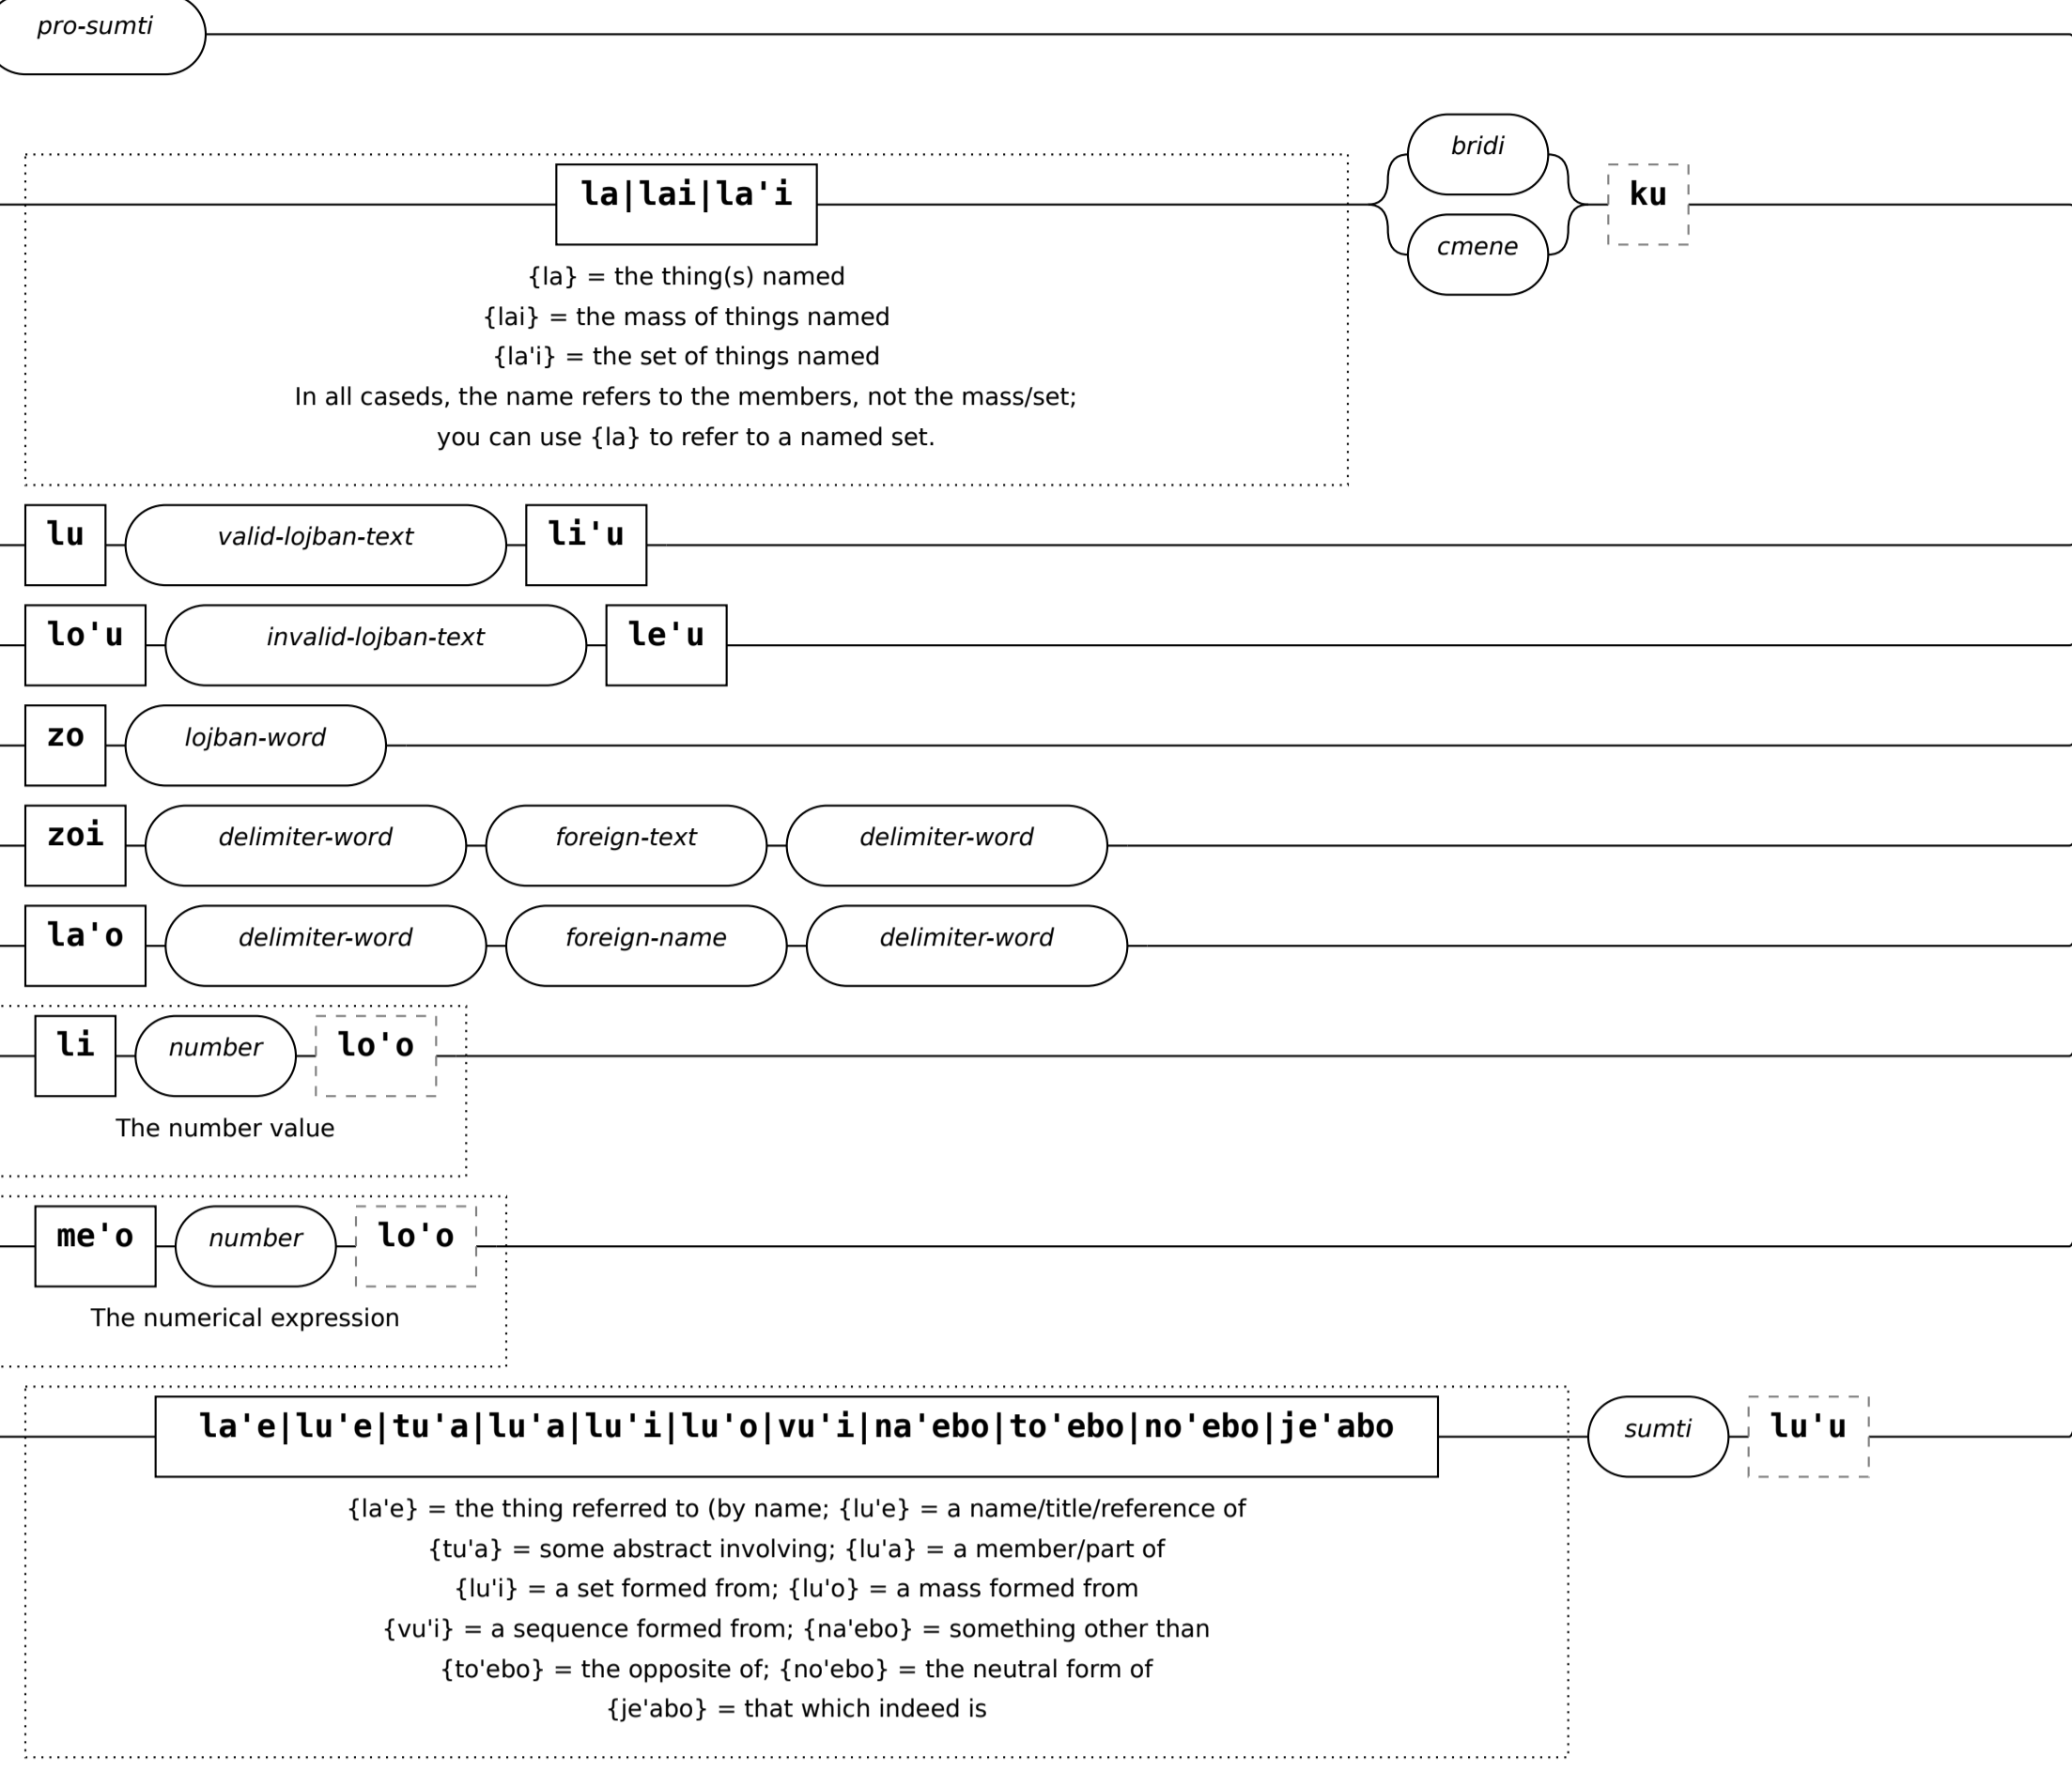 pro-sumti
bridi
la|lai|la'i
ku
cmene
{la} = the thing(s) named
{lai} = the mass of things named
{la'i} = the set of things named
In all caseds, the name refers to the members, not the mass/set;
you can use {la} to refer to a named set.
lu valid-lojban-text li'u
lo'u invalid-lojban-text le'u
zo lojban-word
zoi delimiter-word foreign-text delimiter-word
la'o delimiter-word foreign-name delimiter-word
li number lo'o
The number value
me'o number lo'o
The numerical expression
la'e|lu'e|tu'a|lu'a|lu'i|lu'o|vu'i|na'ebo|to'ebo|no'ebo|je'abo sumti lu'u
{la'e} = the thing referred to (by name; {lu'e} = a name/title/reference of
{tu'a} = some abstract involving; {lu'a} = a member/part of
{lu'i} = a set formed from; {lu'o} = a mass formed from
{vu'i} = a sequence formed from; {na'ebo} = something other than
{to'ebo} = the opposite of; {no'ebo} = the neutral form of
{je'abo} = that which indeed is